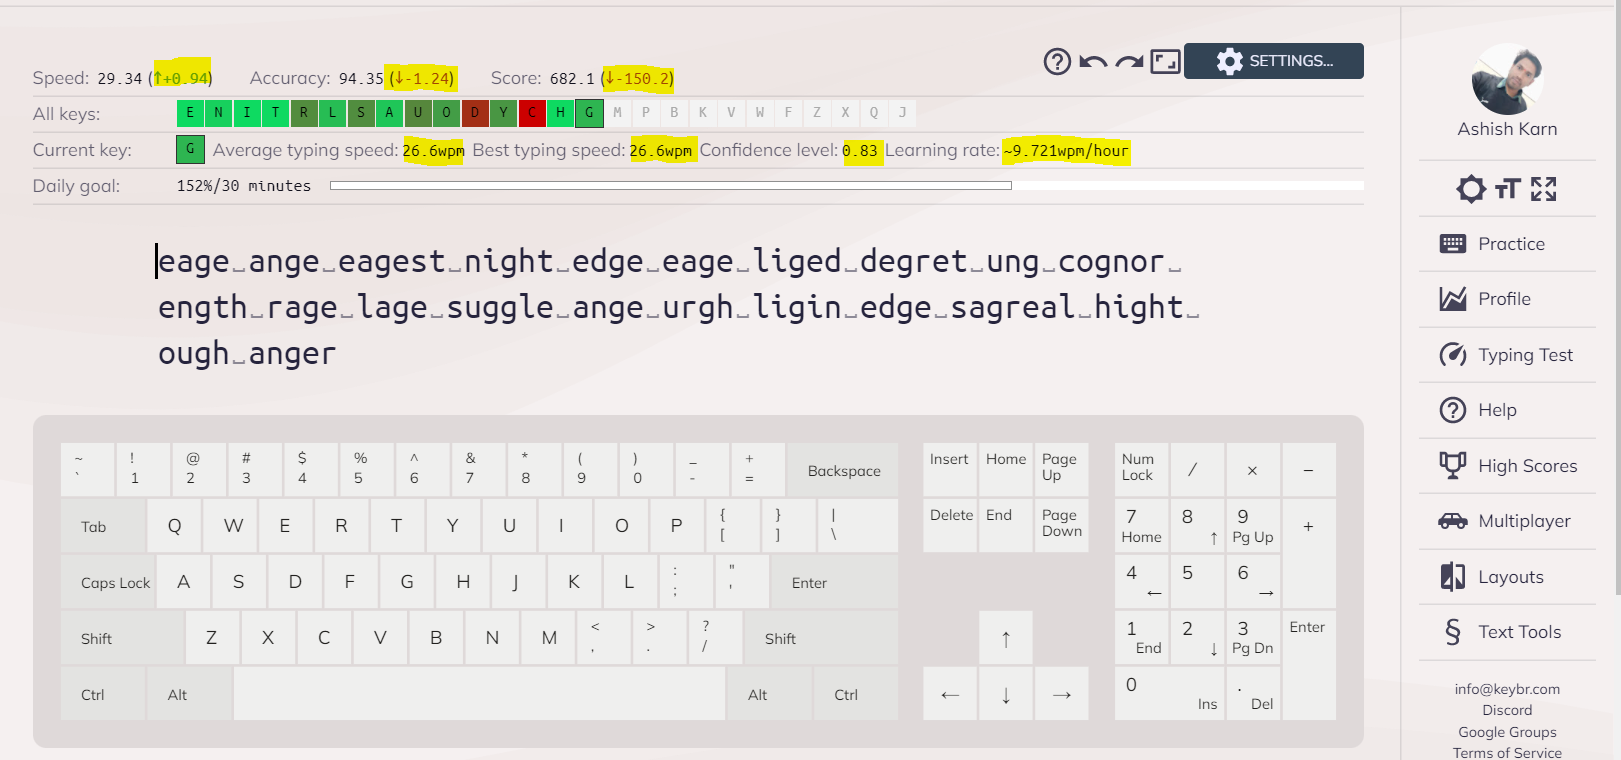 Speed: 29.34 (↑+0.94) Accuracy: 94.35 (↓-1.24) Score: 682.1 (↓-150.2)
SETTINGS...
All keys: E N I T R L S A U O D Y C H G M P B K V W F Z X Q J
Current key: G Average typing speed: 26.6wpm Best typing speed: 26.6wpm Confidence level: 0.83 Learning rate: ~9.721wpm/hour
Daily goal: 152%/30 minutes
eage␣ange␣eagest␣night␣edge␣eage␣liged␣degret␣ung␣cognor␣
ength␣rage␣lage␣suggle␣ange␣urgh␣ligin␣edge␣sagreal␣hight␣
ough␣anger
~ ` ! 1 @ 2 # 3 $ 4 % 5 ^ 6 & 7 * 8 ( 9 ) 0 _ - + = Backspace
Tab Q W E R T Y U I O P { [ } ] | \
Caps Lock A S D F G H J K L : ; " ' Enter
Shift Z X C V B N M < , > . ? / Shift
Ctrl Alt Alt Ctrl
Insert Home Page Up
Delete End Page Down
↑
← ↓ →
Num Lock / × −
7 Home 8 ↑ 9 Pg Up +
4 ← 5 6 →
1 End 2 ↓ 3 Pg Dn Enter
0 Ins . Del
Ashish Karn
Practice
Profile
Typing Test
Help
High Scores
Multiplayer
Layouts
§ Text Tools
info@keybr.com
Discord
Google Groups
Terms of Service